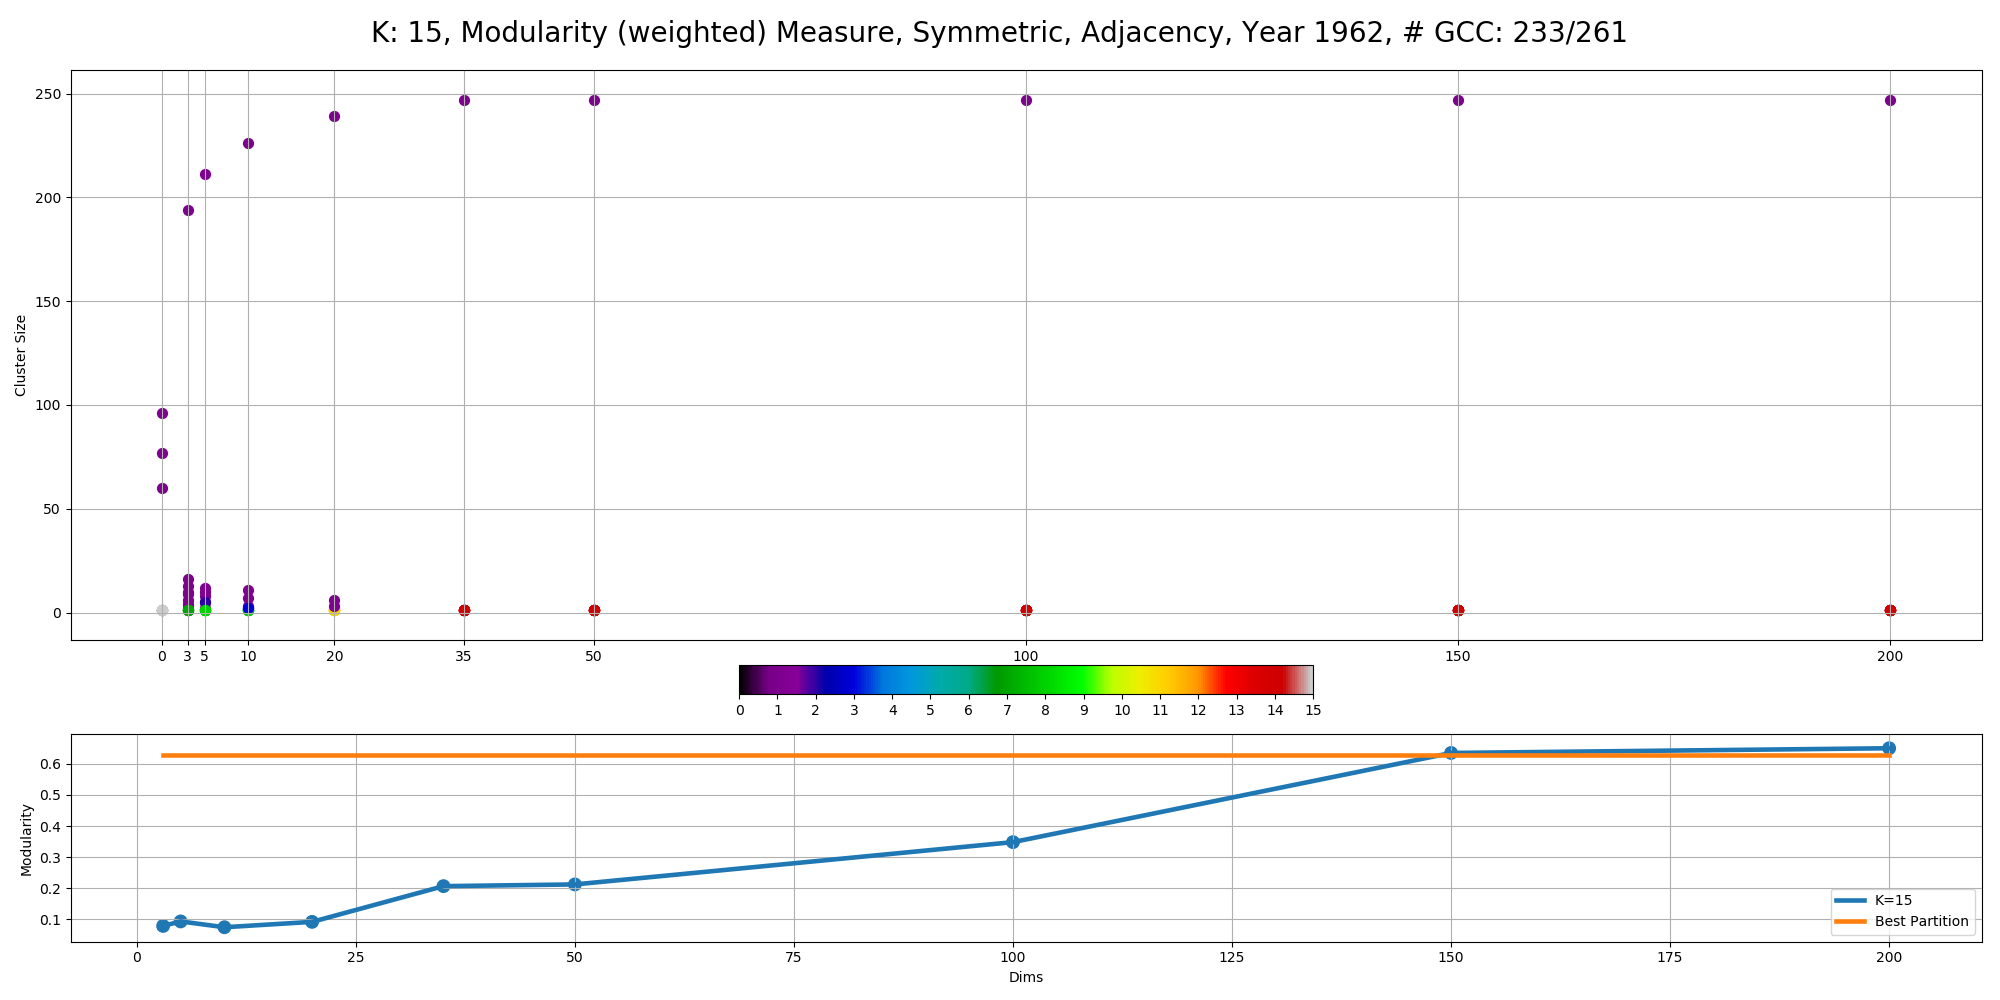 K: 15, Modularity (weighted) Measure, Symmetric, Adjacency, Year 1962, # GCC: 233/261
250
200
150
100
50
0
Cluster Size
0 3 5 10 20 35 50 100 150 200
0 1 2 3 4 5 6 7 8 9 10 11 12 13 14 15
0.6
0.5
0.4
0.3
0.2
0.1
Modularity
K=15
Best Partition
0 25 50 75 100 125 150 175 200
Dims